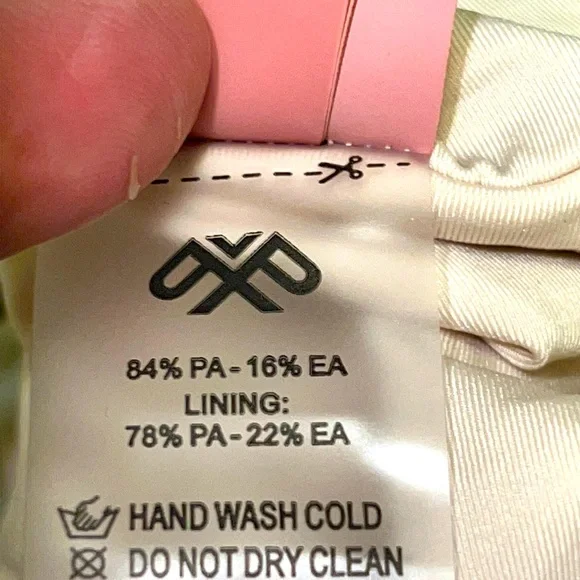 84% PA-16% EA
LINING:
78% PA-22% EA
HAND WASH COLD
DO NOT DRY CLEAN